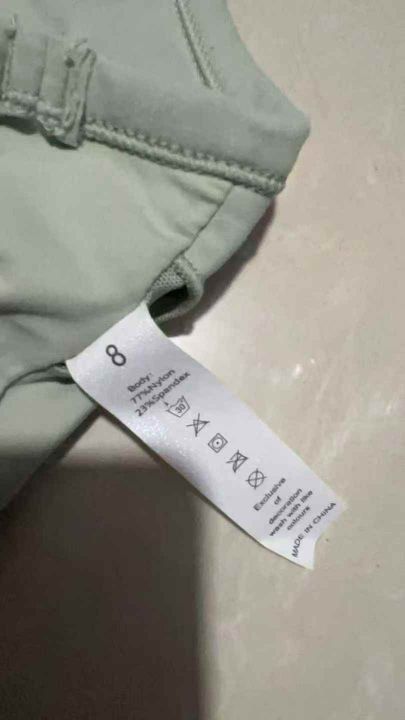 8
Body:
77%Nylon
23%Spandex
30
Exclusive
of
decoration
wash with like
colours
MADE IN CHINA